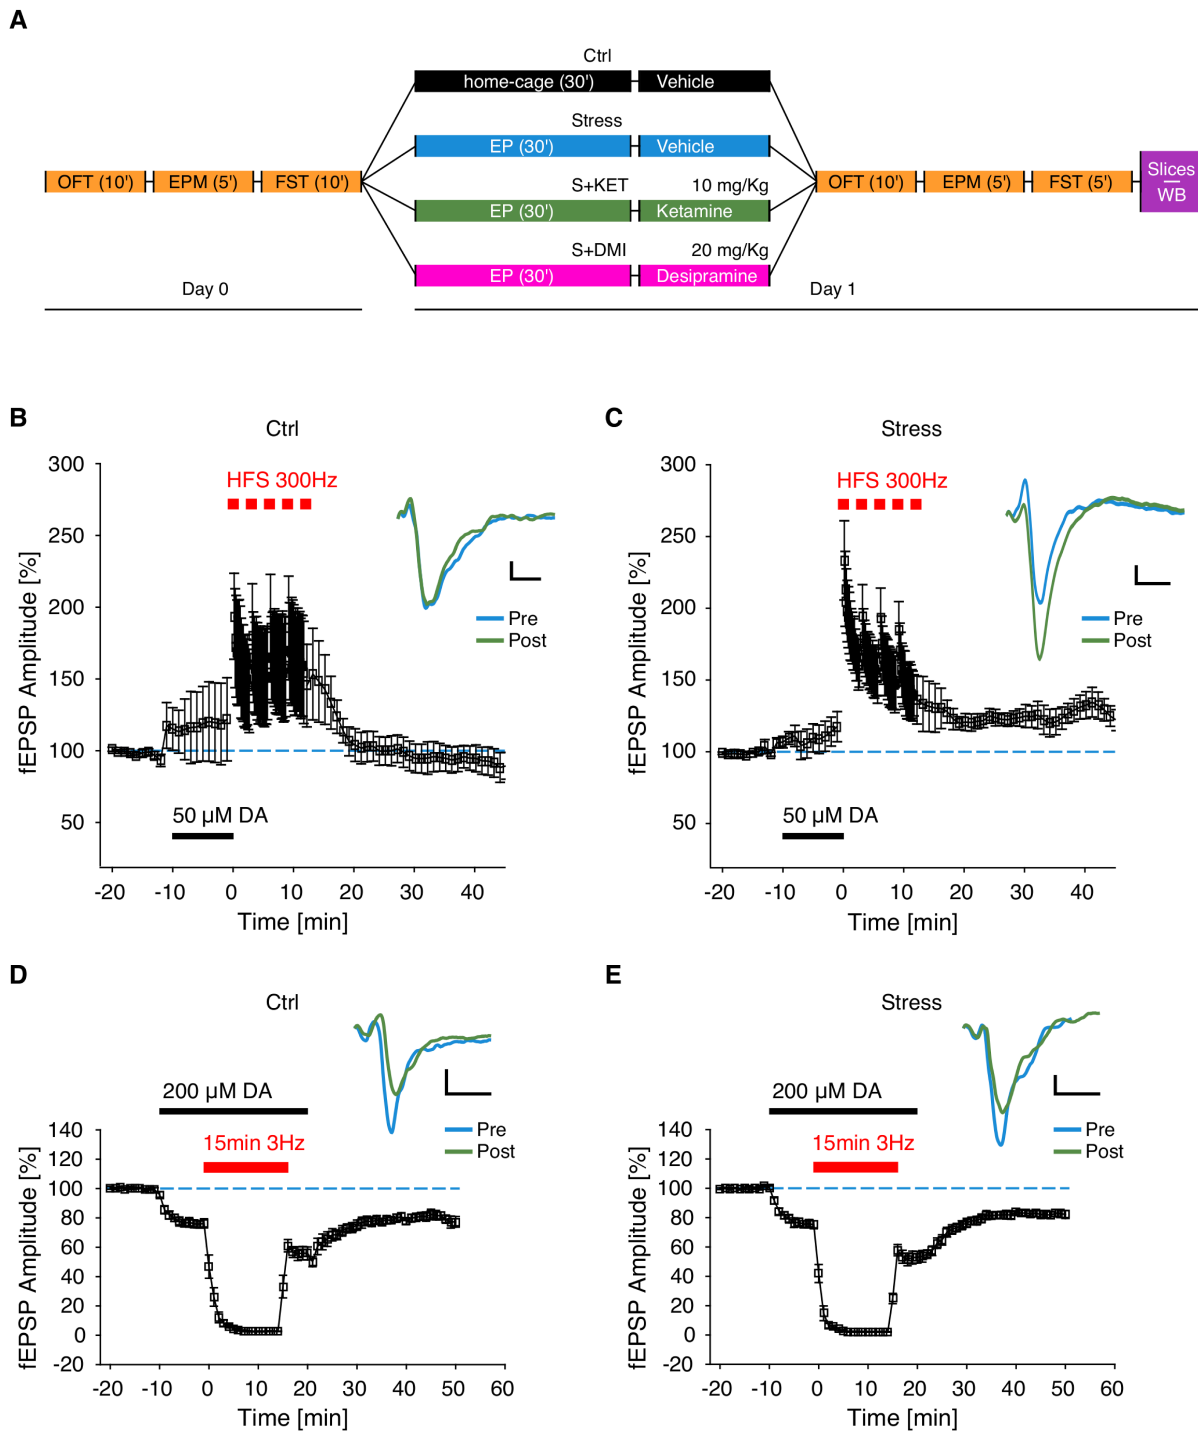 A
Ctrl
home-cage (30') Vehicle
Stress
EP (30') Vehicle
OFT (10') EPM (5') FST (10')
S+KET 10 mg/Kg
EP (30') Ketamine
S+DMI 20 mg/Kg
EP (30') Desipramine
OFT (10') EPM (5') FST (5')
Slices
WB
Day 0
Day 1
B
Ctrl
HFS 300Hz
300
250
200
150
100
50
fEPSP Amplitude [%]
Pre
Post
50 µM DA
-20 -10 0 10 20 30 40
Time [min]
C
Stress
HFS 300Hz
300
250
200
150
100
50
fEPSP Amplitude [%]
Pre
Post
50 µM DA
-20 -10 0 10 20 30 40
Time [min]
D
Ctrl
200 µM DA
15min 3Hz
Pre
Post
140
120
100
80
60
40
20
0
-20
fEPSP Amplitude [%]
-20 -10 0 10 20 30 40 50 60
Time [min]
E
Stress
200 µM DA
15min 3Hz
Pre
Post
140
120
100
80
60
40
20
0
-20
fEPSP Amplitude [%]
-20 -10 0 10 20 30 40 50 60
Time [min]